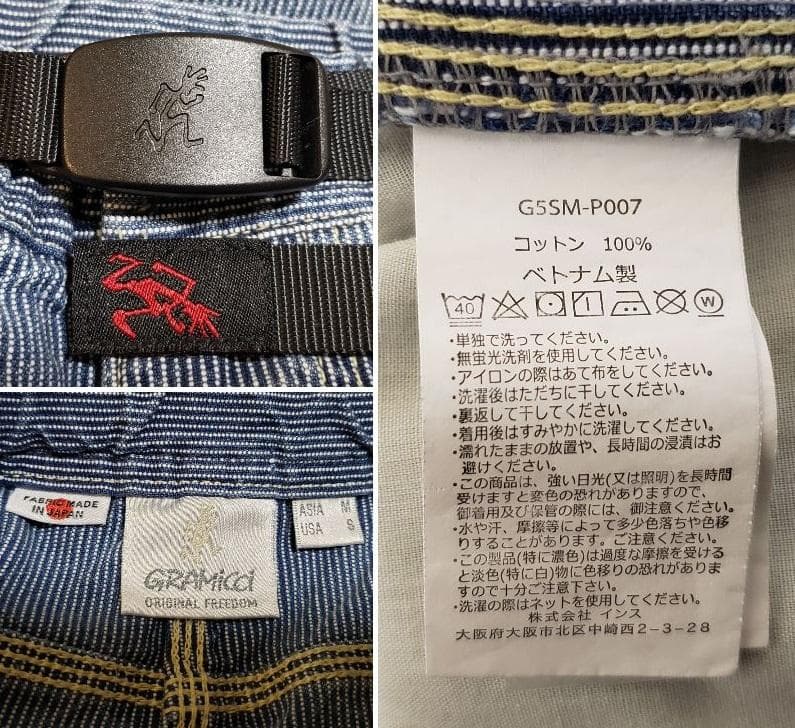 FABRIC MADE
IN JAPAN
GRAMICCI
ORIGINAL FREEDOM
ASIA M
USA S
G5SM-P007
コットン 100%
ベトナム製
40
W
・単独で洗ってください。
・無蛍光洗剤を使用してください。
・アイロンの際はあて布をしてください。
・洗濯後はただちに干してください。
・裏返して干してください。
・着用後はすみやかに洗濯してください。
・濡れたままの放置や、長時間の浸漬はお
避けください。
・この商品は、強い日光(又は照明)を長時間
受けますと変色の恐れがありますので、
御着用及び保管の際には、御注意ください。
・水や汗、摩擦等によって多少色落ちや色移
りすることがあります。ご注意ください。
・この製品(特に濃色)は過度な摩擦を受ける
と淡色(特に白)物に色移りの恐れがありま
すので十分ご注意下さい。
・洗濯の際はネットを使用してください。
株式会社 インス
大阪府大阪市北区中崎西2-3-28